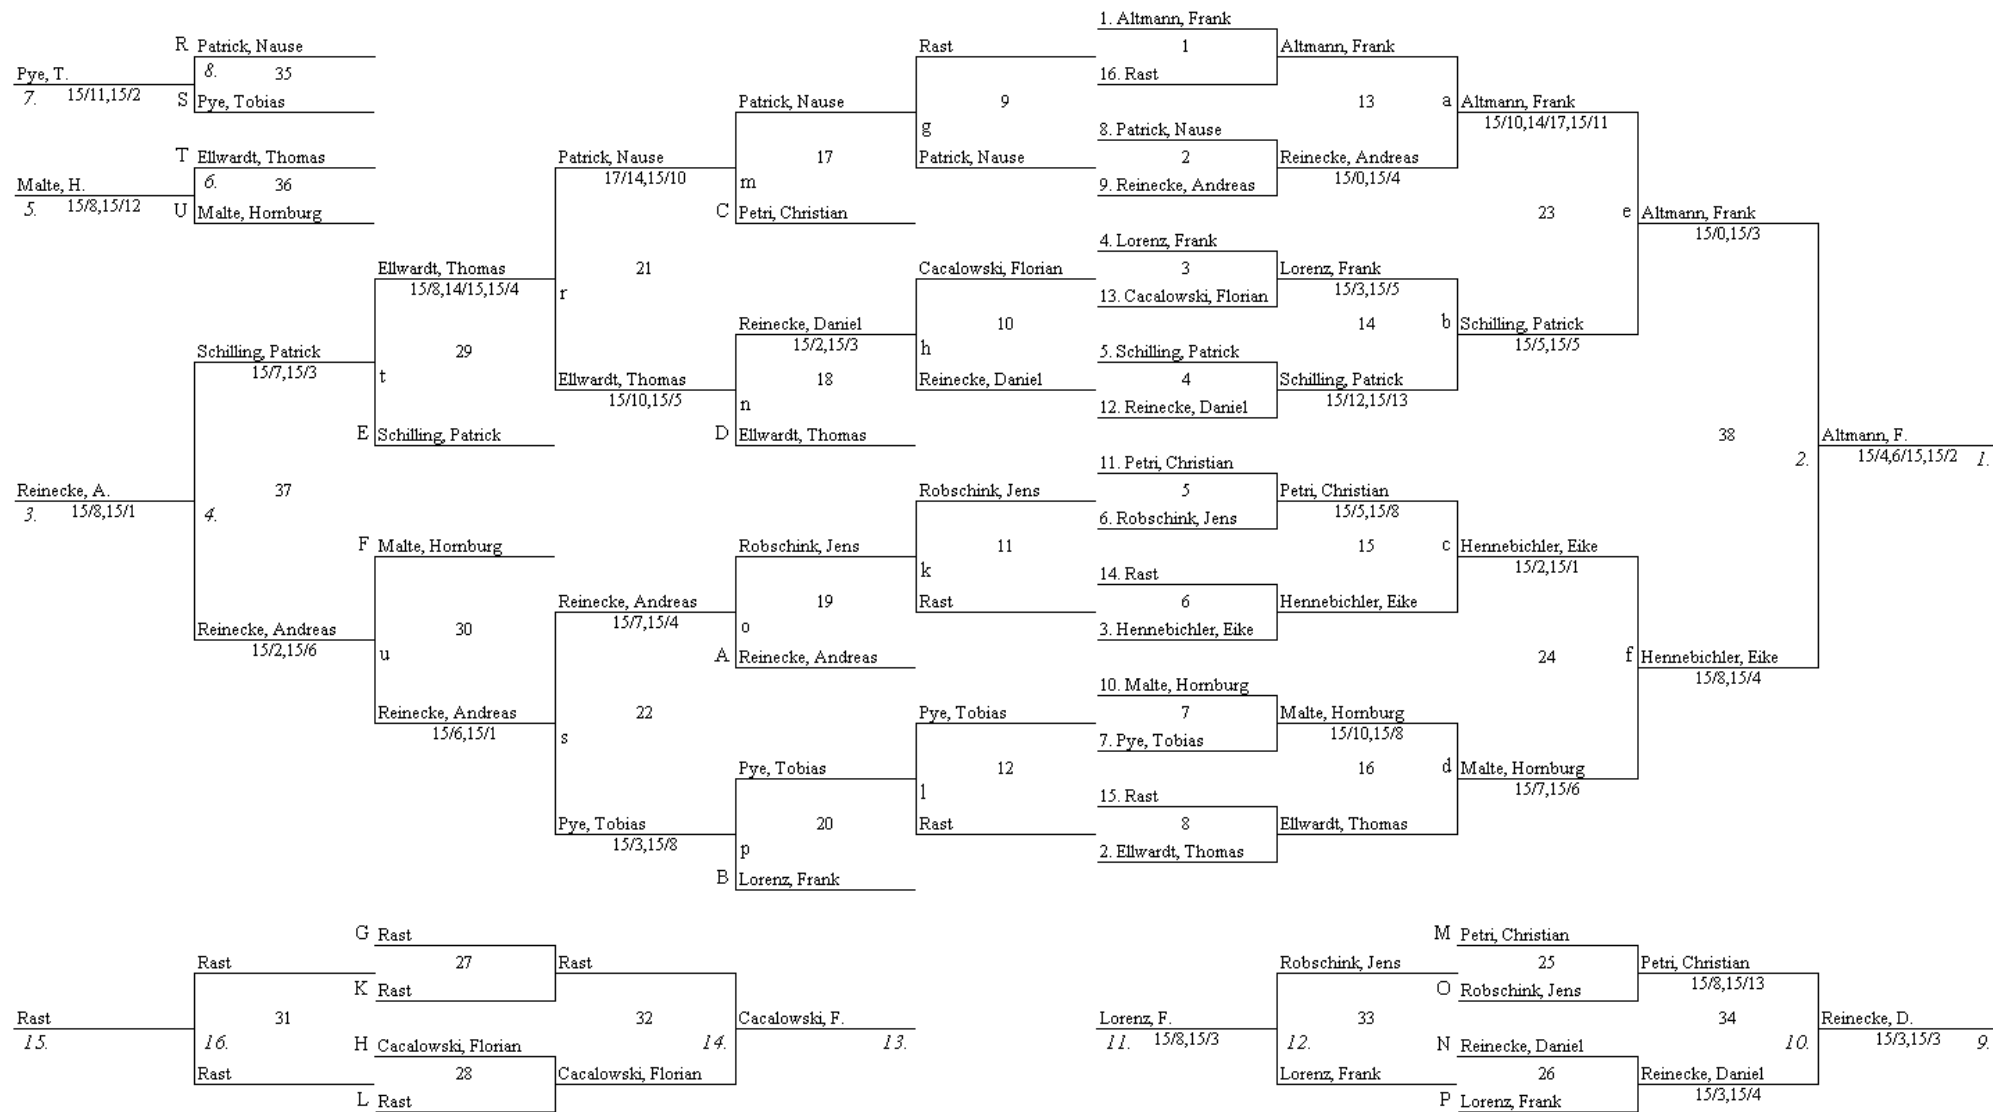 1. Altmann, Frank
R Patrick, Nause
Rast
1
Altmann, Frank
Pye, T.
8.
35
16. Rast
7.
15/11,15/2
S Pye, Tobias
Patrick, Nause
9
13
a
Altmann, Frank
15/10,14/17,15/11
g
8. Patrick, Nause
T Ellwardt, Thomas
Patrick, Nause
17
Patrick, Nause
2
Reinecke, Andreas
17/14,15/10
15/0,15/4
Malte, H.
6.
36
m
9. Reinecke, Andreas
5.
15/8,15/12
U Malte, Hornburg
C Petri, Christian
23
e
Altmann, Frank
15/0,15/3
4. Lorenz, Frank
Ellwardt, Thomas
21
Cacalowski, Florian
3
Lorenz, Frank
15/8,14/15,15/4
15/3,15/5
r
13. Cacalowski, Florian
Reinecke, Daniel
10
14
b
Schilling, Patrick
15/2,15/3
15/5,15/5
h
Schilling, Patrick
29
5. Schilling, Patrick
15/7,15/3
t
Ellwardt, Thomas
18
Reinecke, Daniel
4
Schilling, Patrick
15/10,15/5
15/12,15/13
n
12. Reinecke, Daniel
E Schilling, Patrick
D Ellwardt, Thomas
38
Altmann, F.
2.
15/4,6/15,15/2
1.
11. Petri, Christian
Reinecke, A.
37
Robschink, Jens
5
Petri, Christian
3.
15/8,15/1
4.
15/5,15/8
6. Robschink, Jens
F Malte, Hornburg
Robschink, Jens
11
15
c
Hennebichler, Eike
15/2,15/1
k
14. Rast
Reinecke, Andreas
19
Rast
6
Hennebichler, Eike
15/7,15/4
Reinecke, Andreas
30
o
3. Hennebichler, Eike
15/2,15/6
u
A Reinecke, Andreas
24
f
Hennebichler, Eike
15/8,15/4
10. Malte, Hornburg
Reinecke, Andreas
22
Pye, Tobias
7
Malte, Hornburg
15/6,15/1
15/10,15/8
s
7. Pye, Tobias
Pye, Tobias
12
16
d
Malte, Hornburg
15/7,15/6
l
15. Rast
Pye, Tobias
20
Rast
8
Ellwardt, Thomas
15/3,15/8
p
2. Ellwardt, Thomas
B Lorenz, Frank
G Rast
M Petri, Christian
Rast
27
Rast
Robschink, Jens
25
Petri, Christian
15/8,15/13
K Rast
O Robschink, Jens
Rast
31
32
Cacalowski, F.
Lorenz, F.
33
34
Reinecke, D.
15.
16.
14.
13.
11.
15/8,15/3
12.
10.
15/3,15/3
9.
H Cacalowski, Florian
N Reinecke, Daniel
Rast
28
Cacalowski, Florian
Lorenz, Frank
26
Reinecke, Daniel
15/3,15/4
L Rast
P Lorenz, Frank